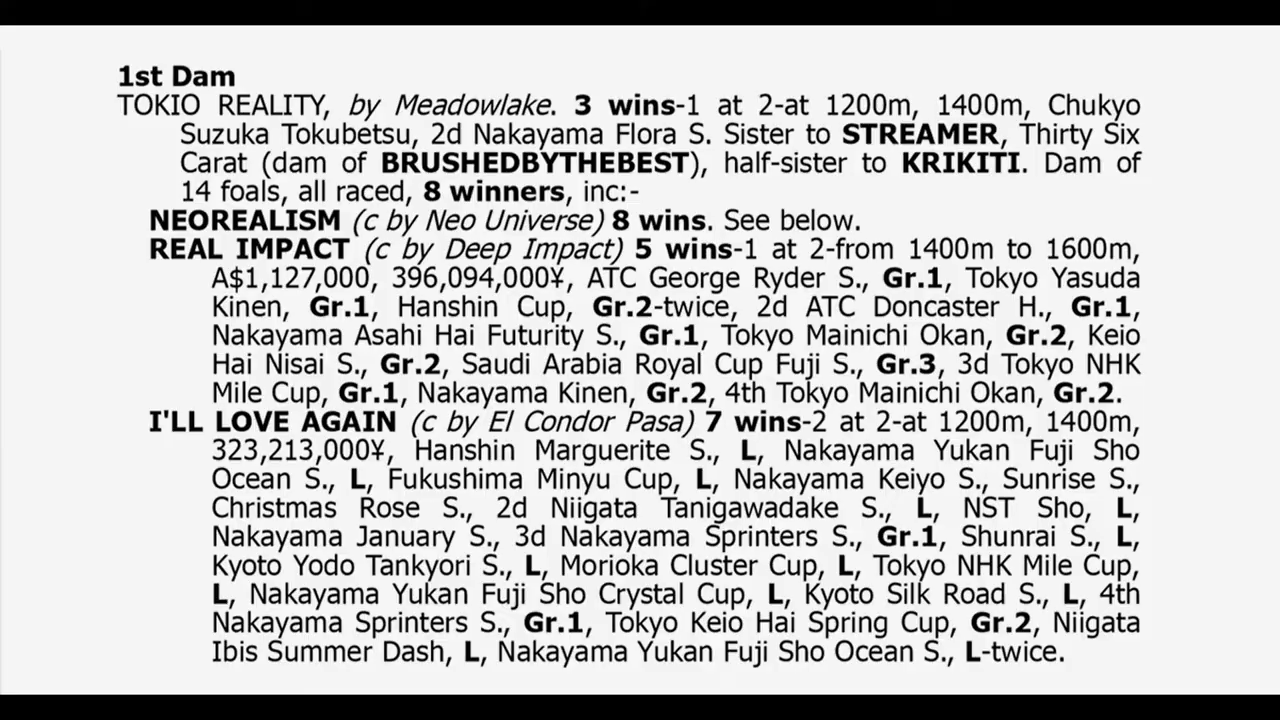 1st Dam
TOKIO REALITY, by Meadowlake. 3 wins-1 at 2-at 1200m, 1400m, Chukyo
Suzuka Tokubetsu, 2d Nakayama Flora S. Sister to STREAMER, Thirty Six
Carat (dam of BRUSHEDBYTHEBEST), half-sister to KRIKITI. Dam of
14 foals, all raced, 8 winners, inc:-
NEOREALISM (c by Neo Universe) 8 wins. See below.
REAL IMPACT (c by Deep Impact) 5 wins-1 at 2-from 1400m to 1600m,
A$1,127,000, 396,094,000¥, ATC George Ryder S., Gr.1, Tokyo Yasuda
Kinen, Gr.1, Hanshin Cup, Gr.2-twice, 2d ATC Doncaster H., Gr.1,
Nakayama Asahi Hai Futurity S., Gr.1, Tokyo Mainichi Okan, Gr.2, Keio
Hai Nisai S., Gr.2, Saudi Arabia Royal Cup Fuji S., Gr.3, 3d Tokyo NHK
Mile Cup, Gr.1, Nakayama Kinen, Gr.2, 4th Tokyo Mainichi Okan, Gr.2.
I'LL LOVE AGAIN (c by El Condor Pasa) 7 wins-2 at 2-at 1200m, 1400m,
323,213,000¥, Hanshin Marguerite S., L, Nakayama Yukan Fuji Sho
Ocean S., L, Fukushima Minyu Cup, L, Nakayama Keiyo S., Sunrise S.,
Christmas Rose S., 2d Niigata Tanigawadake S., L, NST Sho, L,
Nakayama January S., 3d Nakayama Sprinters S., Gr.1, Shunrai S., L,
Kyoto Yodo Tankyori S., L, Morioka Cluster Cup, L, Tokyo NHK Mile Cup,
L, Nakayama Yukan Fuji Sho Crystal Cup, L, Kyoto Silk Road S., L, 4th
Nakayama Sprinters S., Gr.1, Tokyo Keio Hai Spring Cup, Gr.2, Niigata
Ibis Summer Dash, L, Nakayama Yukan Fuji Sho Ocean S., L-twice.